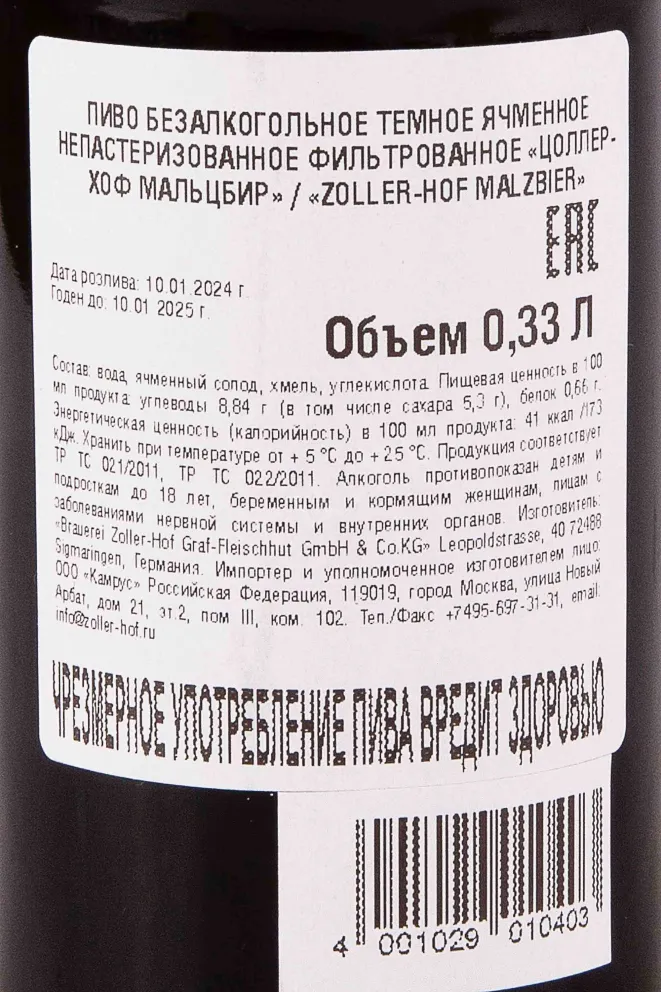 ПИВО БЕЗАЛКОГОЛЬНОЕ ТЕМНОЕ ЯЧМЕННОЕ
НЕПАСТЕРИЗОВАННОЕ ФИЛЬТРОВАННОЕ «ЦОЛЛЕР-
ХОФ МАЛЬЦБИР» / «ZOLLER-HOF MALZBIER»
EAC
Дата розлива: 10.01.2024 г.
Годен до: 10.01.2025 г.
Объем 0,33 Л
Состав: вода, ячменный солод, хмель, углекислота. Пищевая ценность в 100
мл продукта: углеводы 8,84 г (в том числе сахара 5,3 г), белок 0,66 г.
Энергетическая ценность (калорийность) в 100 мл продукта: 41 ккал /173
кДж. Хранить при температуре от + 5 °С до + 25 °С. Продукция соответствует
ТР ТС 021/2011, ТР ТС 022/2011. Алкоголь противопоказан детям и
подросткам до 18 лет, беременным и кормящим женщинам, лицам с
заболеваниями нервной системы и внутренних органов. Изготовитель:
«Brauerei Zoller-Hof Graf-Fleischhut GmbH & Co.KG» Leopoldstrasse, 40 72488
Sigmaringen, Германия. Импортер и уполномоченное изготовителем лицо:
ООО «Камрус» Российская Федерация, 119019, город Москва, улица Новый
Арбат, дом 21, эт.2, пом III, ком. 102. Тел./Факс +7495-697-31-31, email:
info@zoller-hof.ru
ЧРЕЗМЕРНОЕ УПОТРЕБЛЕНИЕ ПИВА ВРЕДИТ ЗДОРОВЬЮ
4 001029 010403